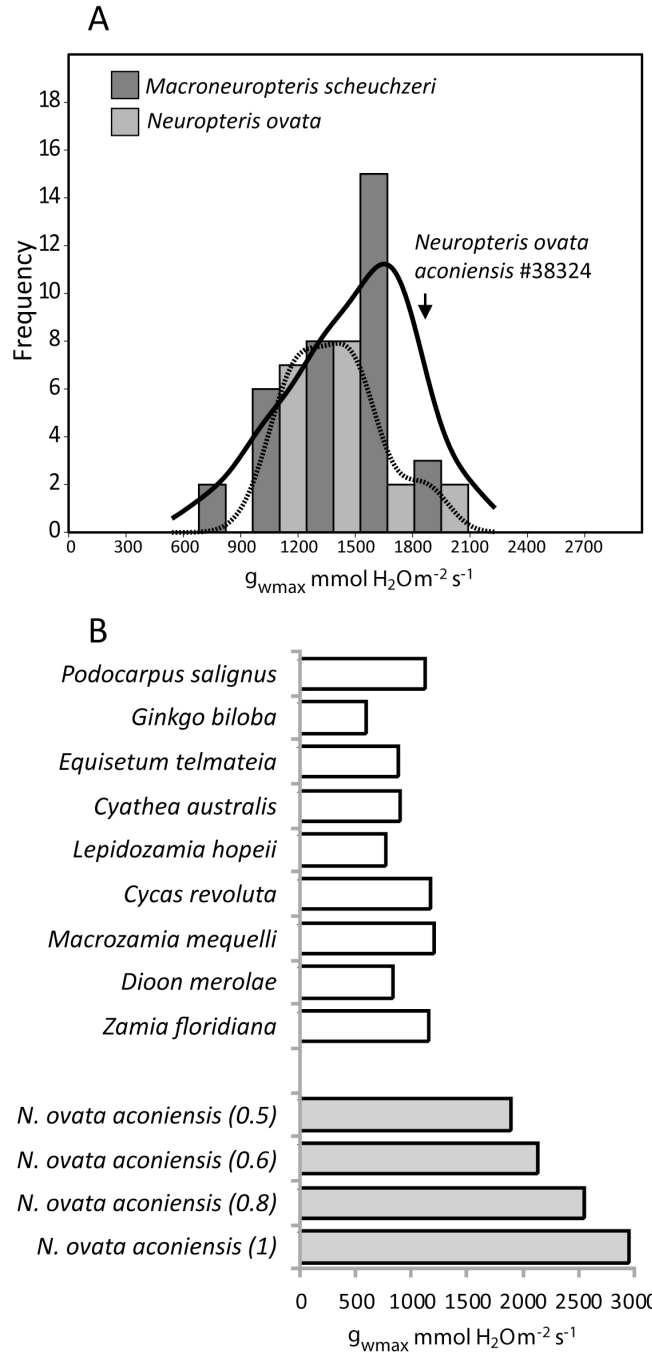 A
Macroneuropteris scheuchzeri
Neuropteris ovata
Neuropteris ovata
aconiensis #38324
Frequency
18
16
14
12
10
8
6
4
2
0
0 300 600 900 1200 1500 1800 2100 2400 2700
gwmax mmol H2Om-2 s-1
B
Podocarpus salignus
Ginkgo biloba
Equisetum telmateia
Cyathea australis
Lepidozamia hopeii
Cycas revoluta
Macrozamia mequelli
Dioon merolae
Zamia floridiana
N. ovata aconiensis (0.5)
N. ovata aconiensis (0.6)
N. ovata aconiensis (0.8)
N. ovata aconiensis (1)
0 500 1000 1500 2000 2500 3000
gwmax mmol H2Om-2 s-1